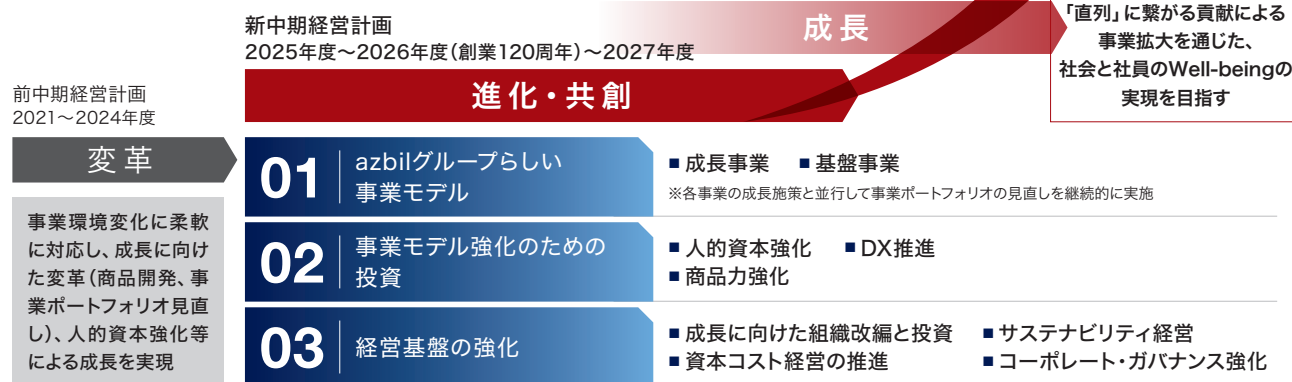 前中期経営計画
2021～2024年度
変革
事業環境変化に柔軟
に対応し、成長に向け
た変革（商品開発、事
業ポートフォリオ見直
し）、人的資本強化等
による成長を実現
新中期経営計画
2025年度～2026年度（創業120周年）～2027年度
進化・共創
成長
「直列」に繋がる貢献による
事業拡大を通じた、
社会と社員のWell-beingの
実現を目指す
01
azbilグループらしい
事業モデル
■ 成長事業 ■ 基盤事業
※各事業の成長施策と並行して事業ポートフォリオの見直しを継続的に実施
02
事業モデル強化のための
投資
■ 人的資本強化 ■ DX推進
■ 商品力強化
03
経営基盤の強化
■ 成長に向けた組織改編と投資 ■ サステナビリティ経営
■ 資本コスト経営の推進 ■ コーポレート・ガバナンス強化